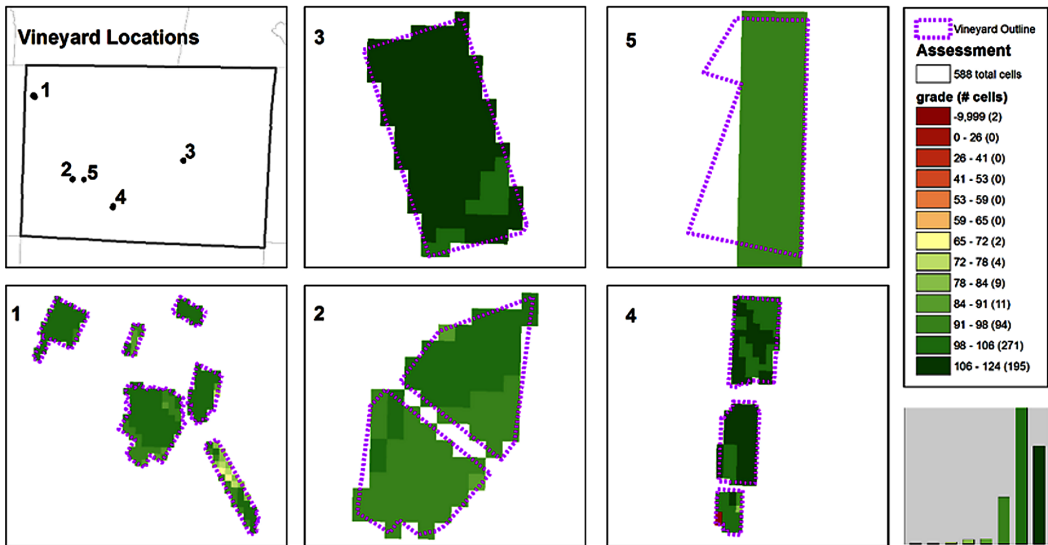 Vineyard Locations
1
2
5
3
4
3
5
1
2
4
Vineyard Outline
Assessment
588 total cells
grade (# cells)
-9,999 (2)
0 - 26 (0)
26 - 41 (0)
41 - 53 (0)
53 - 59 (0)
59 - 65 (0)
65 - 72 (2)
72 - 78 (4)
78 - 84 (9)
84 - 91 (11)
91 - 98 (94)
98 - 106 (271)
106 - 124 (195)